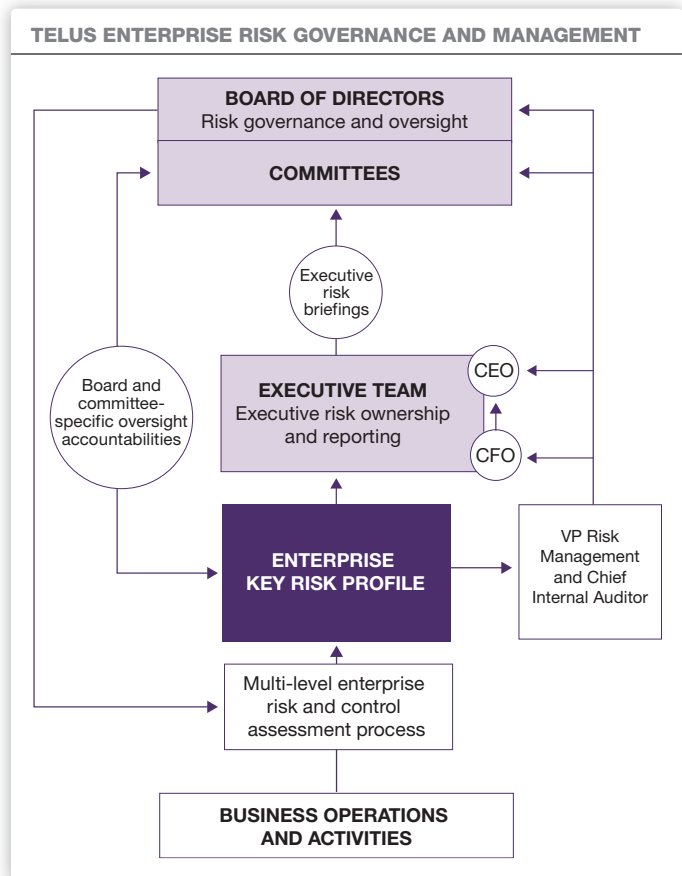 TELUS ENTERPRISE RISK GOVERNANCE AND MANAGEMENT
BOARD OF DIRECTORS
Risk governance and oversight
COMMITTEES
Executive
risk
briefings
Board and
committee-
specific oversight
accountabilities
EXECUTIVE TEAM
Executive risk ownership
and reporting
CEO
CFO
ENTERPRISE
KEY RISK PROFILE
VP Risk
Management
and Chief
Internal Auditor
Multi-level enterprise
risk and control
assessment process
BUSINESS OPERATIONS
AND ACTIVITIES